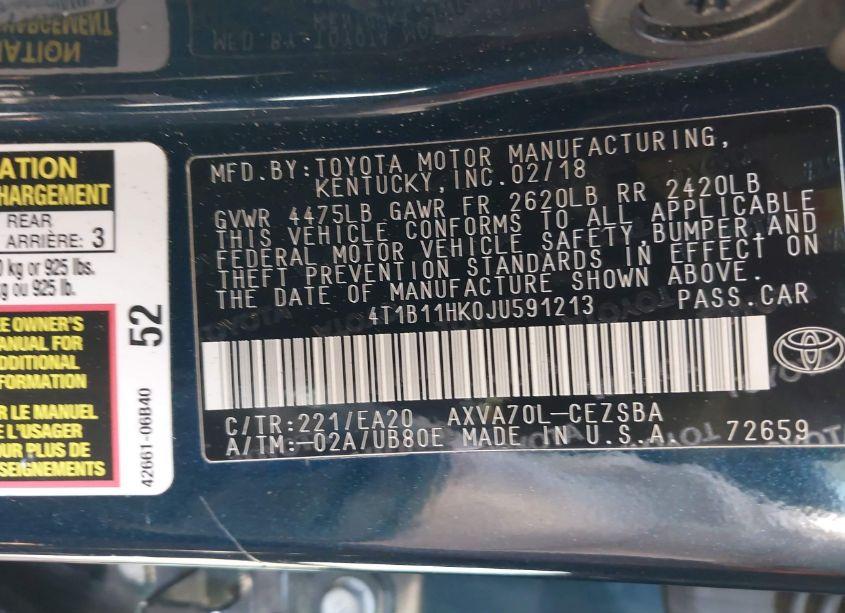 MFD.BY:TOYOTA MOTOR MANUFACTURING,
KENTUCKY,INC.02/18
GVWR 4475LB GAWR FR 2620LB RR 2420LB
THIS VEHICLE CONFORMS TO ALL APPLICABLE
FEDERAL MOTOR VEHICLE SAFETY,BUMPER,AND
THEFT PREVENTION STANDARDS IN EFFECT ON
THE DATE OF MANUFACTURE SHOWN ABOVE.
4T1B11HK0JU591213 PASS.CAR
C/TR:221/EA20 AXVA70L-CEZSBA
A/TM:-02A/UB80E MADE IN U.S.A. 72659
ATION
CHARGEMENT
REAR
ARRIÈRE: 3
kg or 925 lbs.
g ou 925 lb.
OWNER'S
ANUAL FOR
DDITIONAL
FORMATION
R LE MANUEL
E L'USAGER
OUR PLUS DE
SEIGNEMENTS
52
42661-06B40